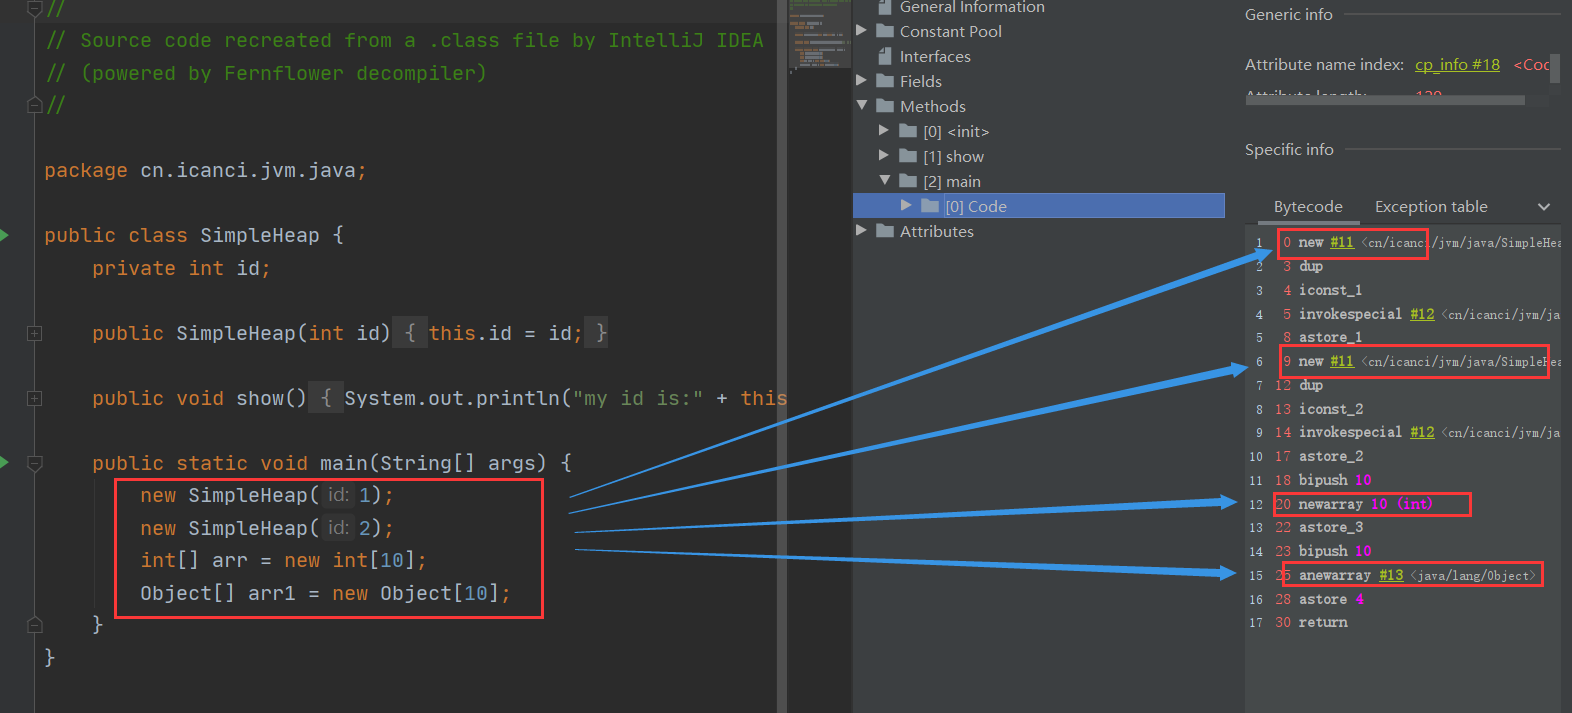 //
// Source code recreated from a .class file by IntelliJ IDEA
// (powered by Fernflower decompiler)
//
package cn.icanci.jvm.java;
public class SimpleHeap {
private int id;
public SimpleHeap(int id) { this.id = id; }
public void show() { System.out.println("my id is:" + this
public static void main(String[] args) {
new SimpleHeap( id: 1);
new SimpleHeap( id: 2);
int[] arr = new int[10];
Object[] arr1 = new Object[10];
}
}
General Information
Constant Pool
Interfaces
Fields
Methods
[0] <init>
[1] show
[2] main
[0] Code
Attributes
Generic info
Attribute name index: cp_info #18 <Cod
Specific info
Bytecode Exception table
1 0 new #11 <cn/icanci/jvm/java/SimpleHea
2 3 dup
3 4 iconst_1
4 5 invokespecial #12 <cn/icanci/jvm/ja
5 8 astore_1
6 9 new #11 <cn/icanci/jvm/java/SimpleHea
7 12 dup
8 13 iconst_2
9 14 invokespecial #12 <cn/icanci/jvm/ja
10 17 astore_2
11 18 bipush 10
12 20 newarray 10 (int)
13 22 astore_3
14 23 bipush 10
15 25 anewarray #13 <java/lang/Object>
16 28 astore 4
17 30 return